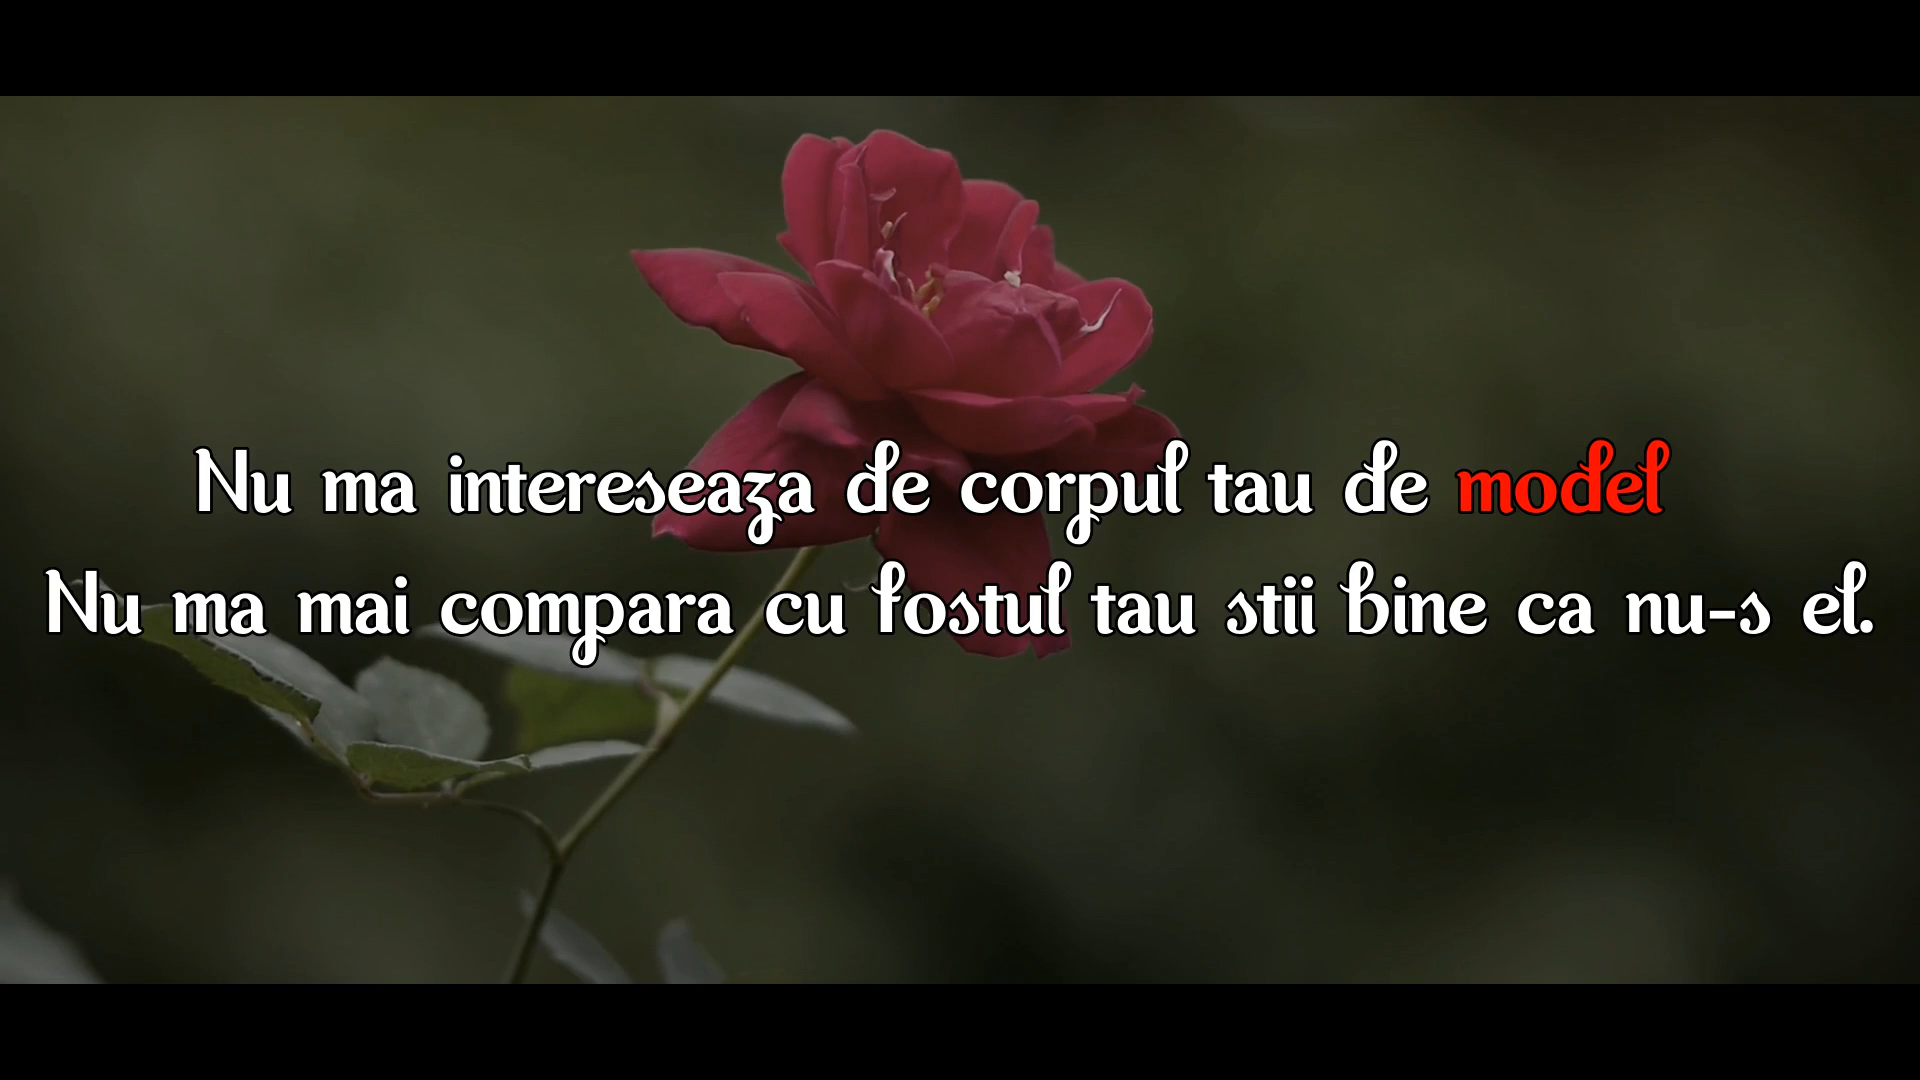 Nu ma intereseaza de corpul tau de model
Nu ma mai compara cu fostul tau stii bine ca nu-s el.